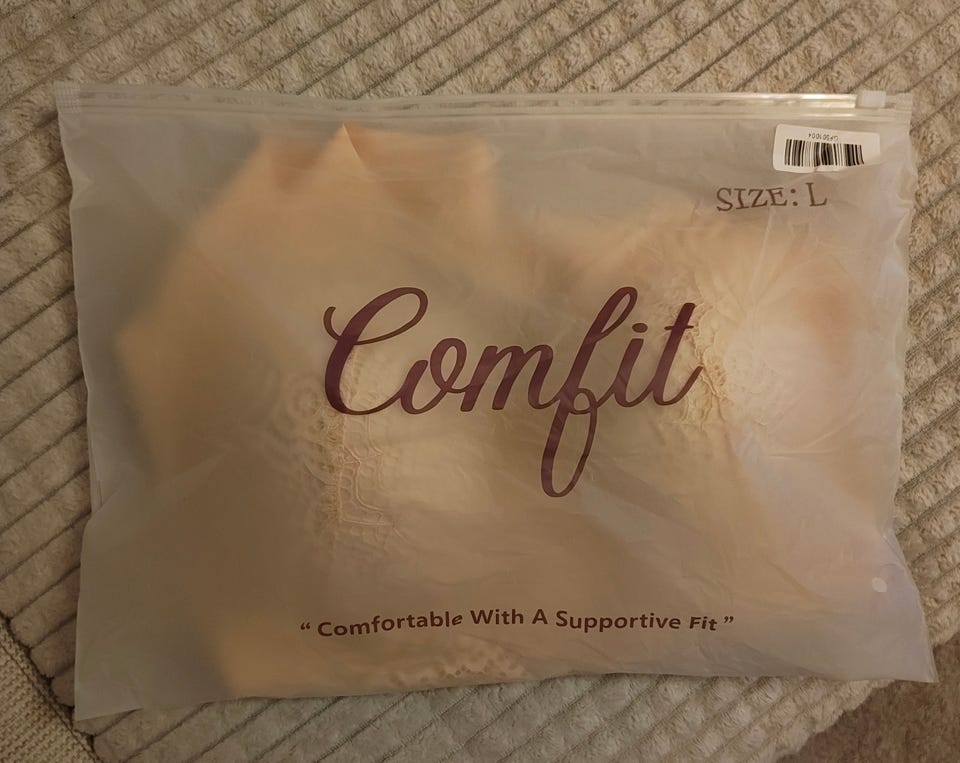 SIZE: L
Comfit
“ Comfortable With A Supportive Fit ”